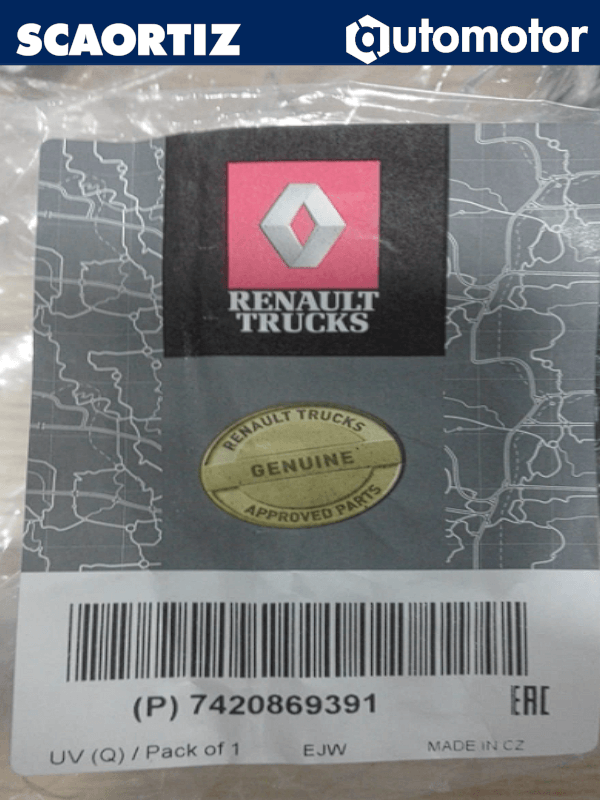 SCAORTIZ
automotor
RENAULT
TRUCKS
RENAULT TRUCKS
GENUINE
APPROVED PARTS
(P) 7420869391
EAC
UV (Q) / Pack of 1 EJW MADE IN CZ